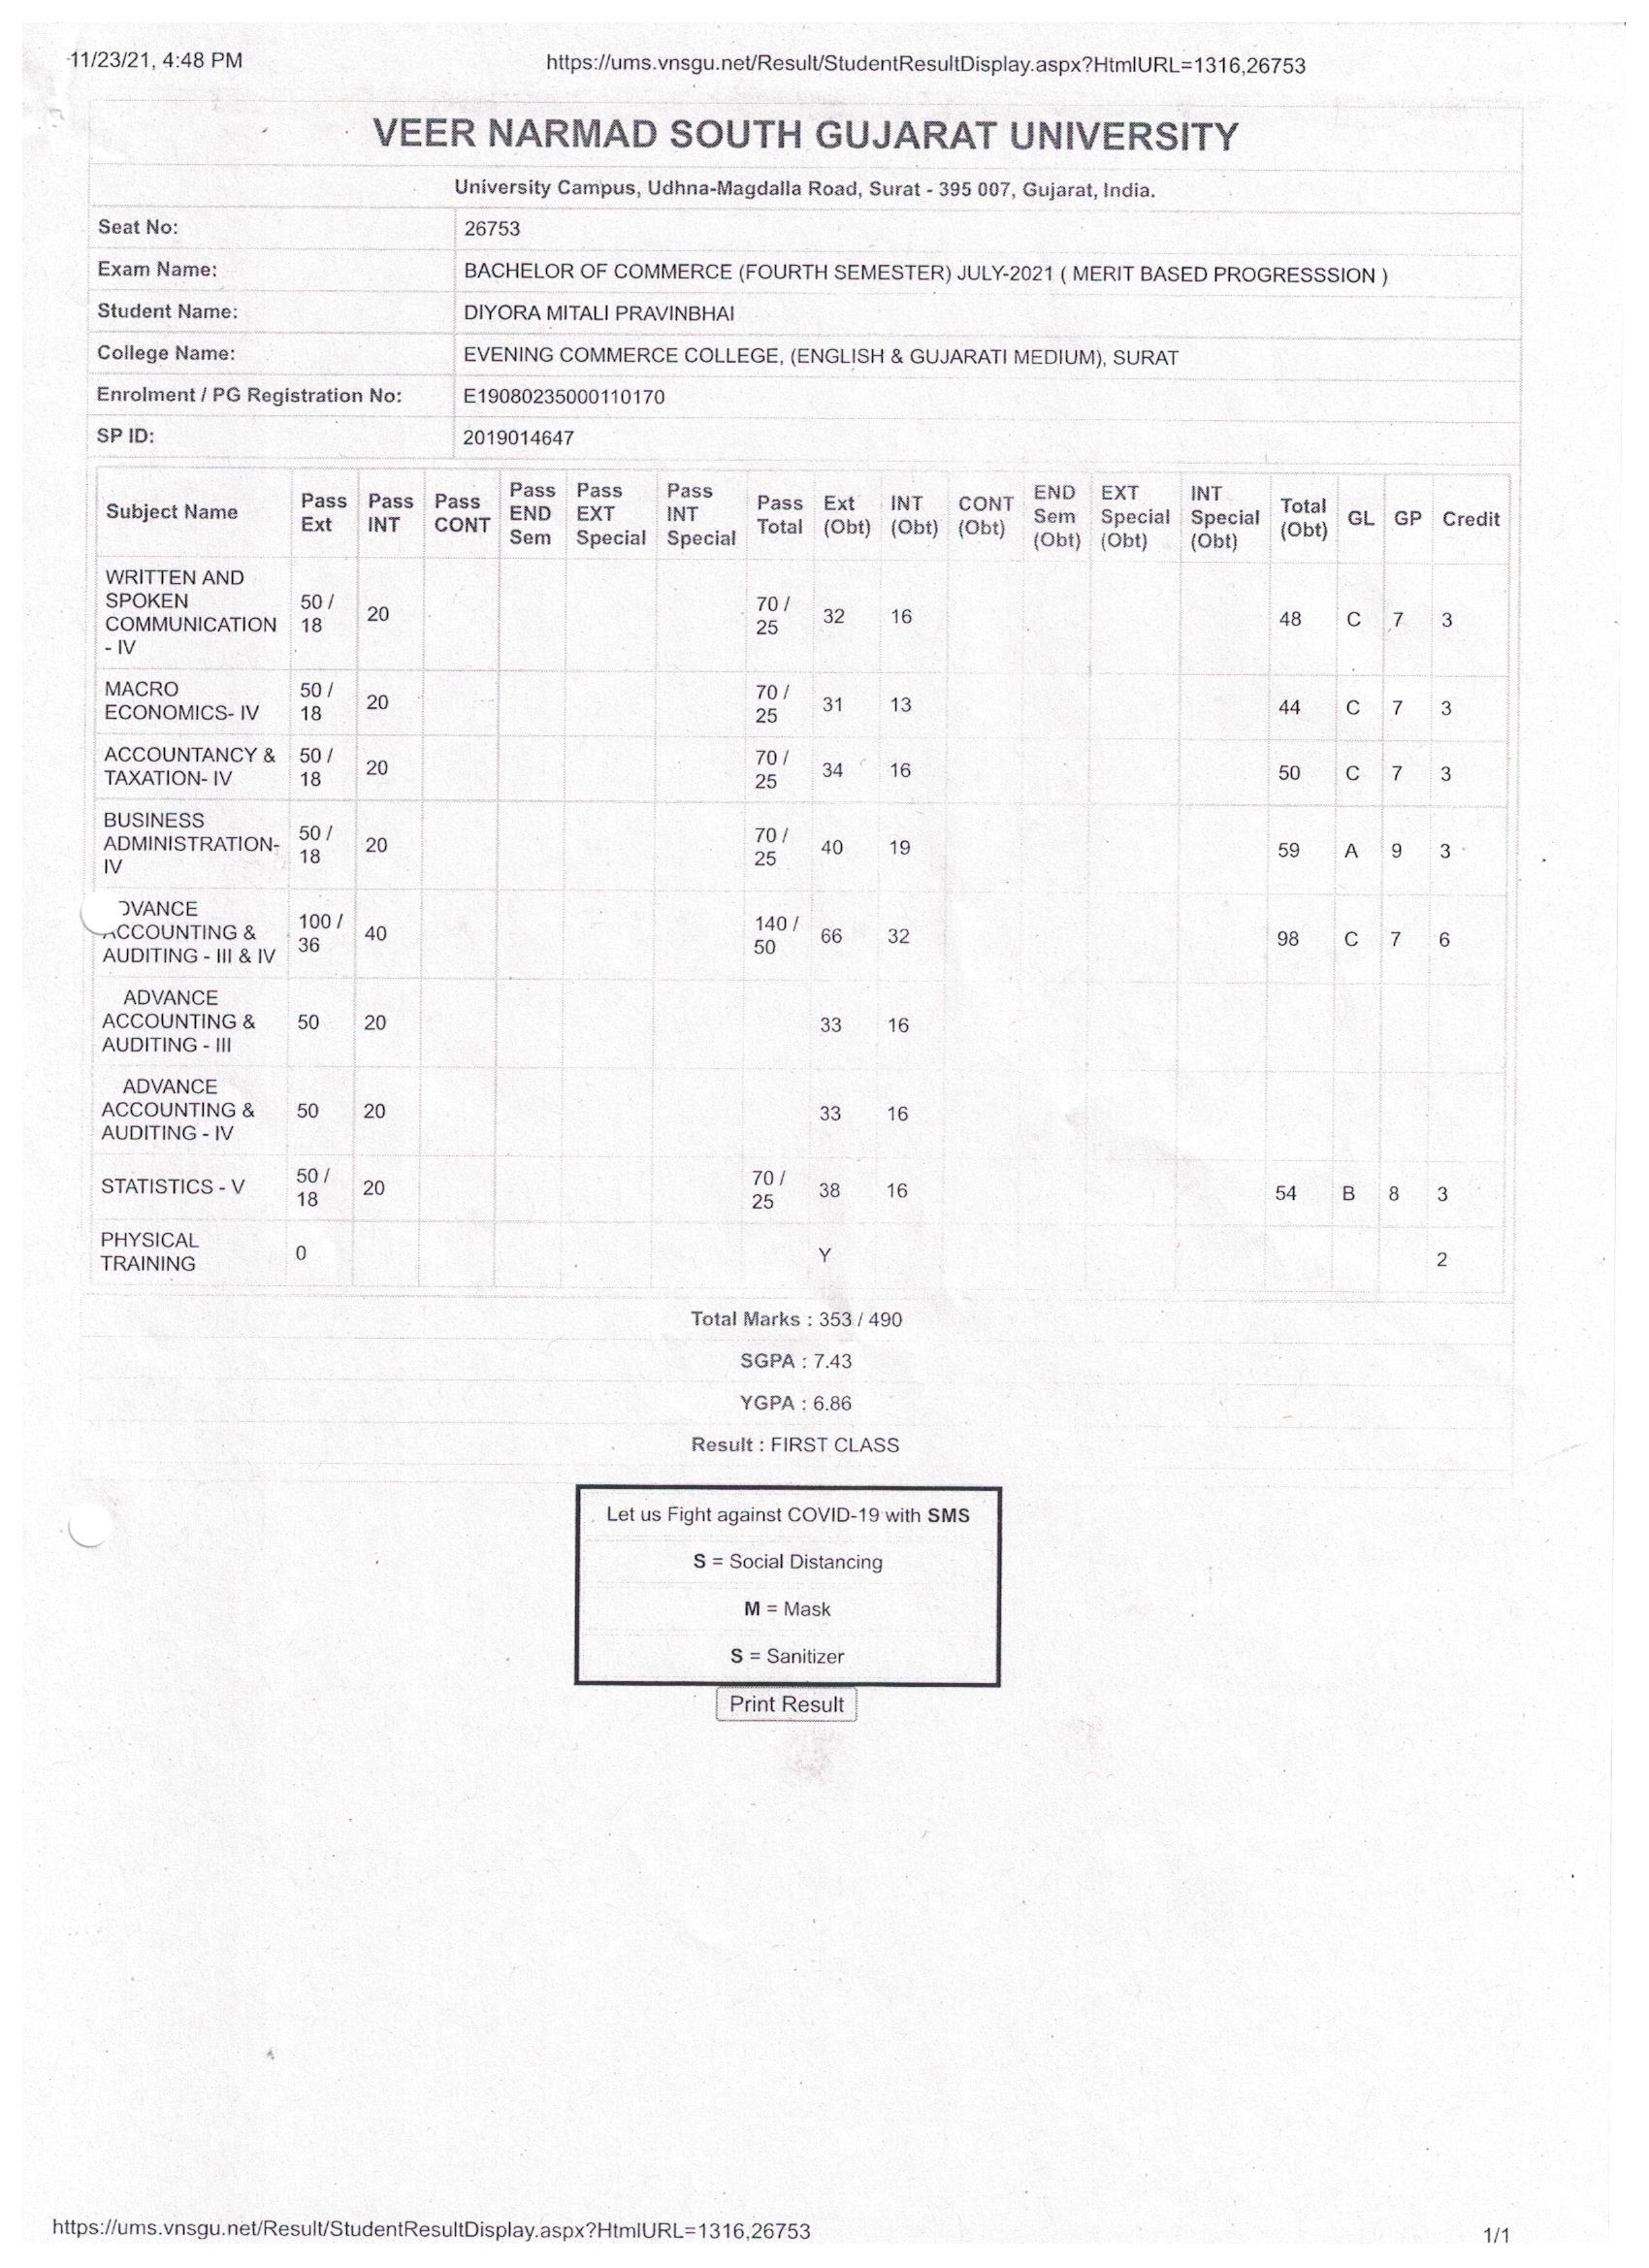 11/23/21, 4:48 PM https://ums.vnsgu.net/Result/StudentResultDisplay.aspx?HtmlURL=1316,26753
VEER NARMAD SOUTH GUJARAT UNIVERSITY
University Campus, Udhna-Magdalla Road, Surat - 395 007, Gujarat, India.
Seat No: 26753
Exam Name: BACHELOR OF COMMERCE (FOURTH SEMESTER) JULY-2021 ( MERIT BASED PROGRESSSION )
Student Name: DIYORA MITALI PRAVINBHAI
College Name: EVENING COMMERCE COLLEGE, (ENGLISH & GUJARATI MEDIUM), SURAT
Enrolment / PG Registration No: E19080235000110170
SP ID: 2019014647
Subject Name Pass Ext Pass INT Pass CONT Pass END Sem Pass EXT Special Pass INT Special Pass Total Ext (Obt) INT (Obt) CONT (Obt) END Sem (Obt) EXT Special (Obt) INT Special (Obt) Total (Obt) GL GP Credit
WRITTEN AND SPOKEN COMMUNICATION - IV 50 / 18 20 70 / 25 32 16 48 C 7 3
MACRO ECONOMICS- IV 50 / 18 20 70 / 25 31 13 44 C 7 3
ACCOUNTANCY & TAXATION- IV 50 / 18 20 70 / 25 34 16 50 C 7 3
BUSINESS ADMINISTRATION- IV 50 / 18 20 70 / 25 40 19 59 A 9 3
DVANCE ACCOUNTING & AUDITING - III & IV 100 / 36 40 140 / 50 66 32 98 C 7 6
ADVANCE ACCOUNTING & AUDITING - III 50 20 33 16
ADVANCE ACCOUNTING & AUDITING - IV 50 20 33 16
STATISTICS - V 50 / 18 20 70 / 25 38 16 54 B 8 3
PHYSICAL TRAINING 0 Y 2
Total Marks : 353 / 490
SGPA : 7.43
YGPA : 6.86
Result : FIRST CLASS
Let us Fight against COVID-19 with SMS
S = Social Distancing
M = Mask
S = Sanitizer
Print Result
https://ums.vnsgu.net/Result/StudentResultDisplay.aspx?HtmlURL=1316,26753 1/1